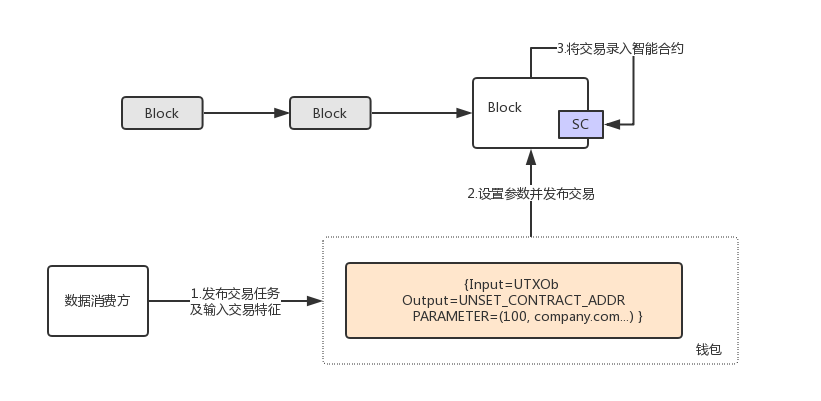 3.将交易录入智能合约
Block
Block
Block
SC
2.设置参数并发布交易
数据消费方
1.发布交易任务
及输入交易特征
{Input=UTXOb
Output=UNSET_CONTRACT_ADDR
PARAMETER=(100, company.com...) }
钱包